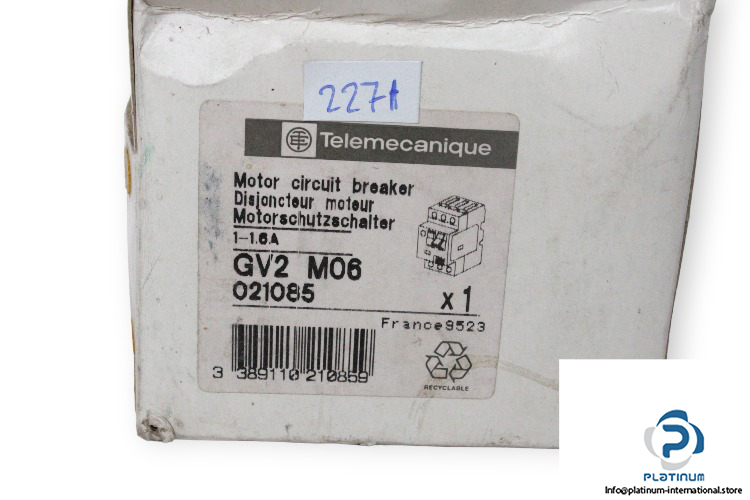 2271
Telemecanique
Motor circuit breaker
Disjoncteur moteur
Motorschutzschalter
1-1.6A
GV2 M06
021085
x 1
France9523
3 389110 210859
RECYCLABLE
PLATINUM
Info@platinum-international.store